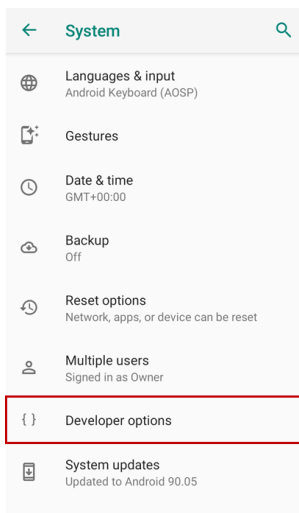 System
Languages & input
Android Keyboard (AOSP)
Gestures
Date & time
GMT+00:00
Backup
Off
Reset options
Network, apps, or device can be reset
Multiple users
Signed in as Owner
{ }
Developer options
System updates
Updated to Android 90.05